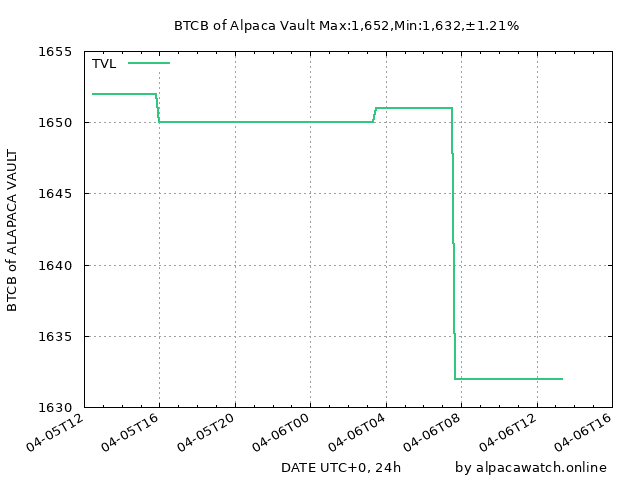 BTCB of Alpaca Vault Max:1,652,Min:1,632,±1.21%
TVL
1655
1650
1645
1640
1635
1630
BTCB of ALAPACA VAULT
04-05T12
04-05T16
04-05T20
04-06T00
04-06T04
04-06T08
04-06T12
04-06T16
DATE UTC+0, 24h
by alpacawatch.online